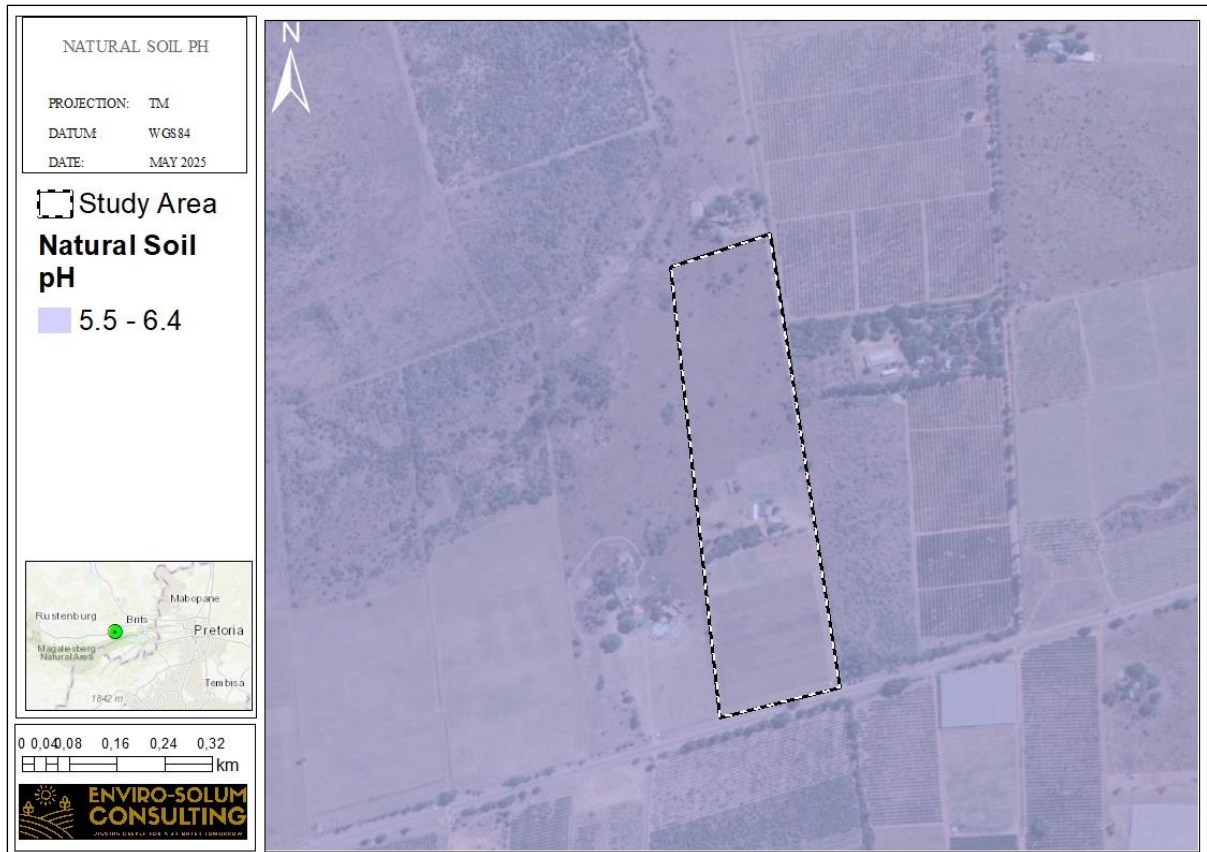 NATURAL SOIL PH
PROJECTION: TM
DATUM: WGS84
DATE: MAY 2025
Study Area
Natural Soil
pH
5.5 - 6.4
N
Rustenburg
Brits
Mabopane
Pretoria
Magaliesberg
Natural Area
Tembisa
1842 m
0 0,04 0,08 0,16 0,24 0,32
km
ENVIRO-SOLUM
CONSULTING